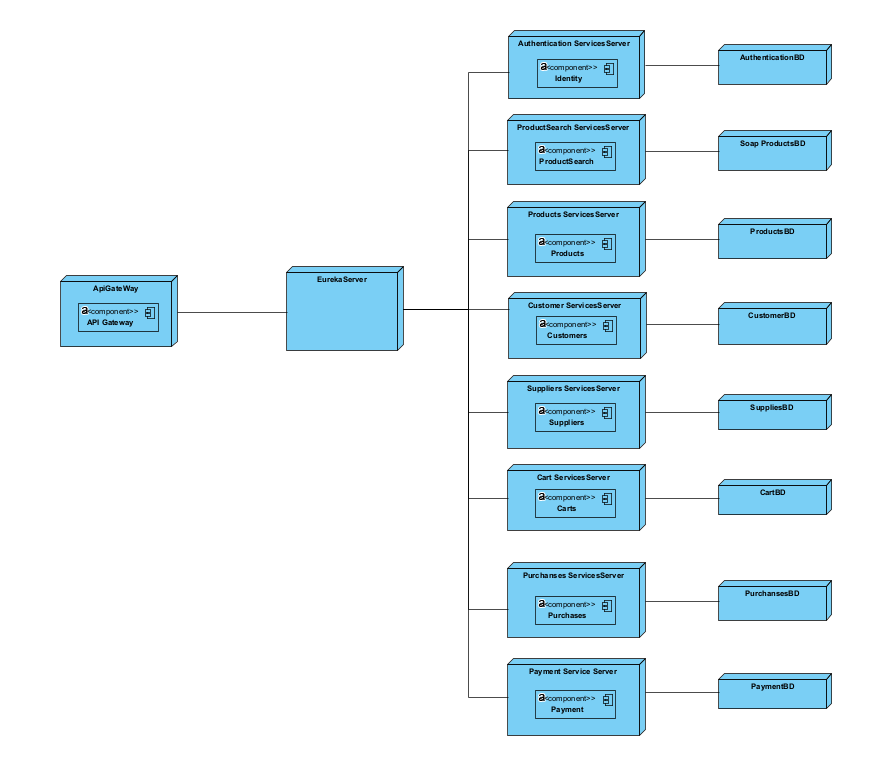 Authentication ServicesServer
a<component>>
Identity
AuthenticationBD
ProductSearch ServicesServer
a<component>>
ProductSearch
Soap ProductsBD
Products ServicesServer
a<component>>
Products
ProductsBD
ApiGateWay
a<component>>
API Gateway
EurekaServer
Customer ServicesServer
a<component>>
Customers
CustomerBD
Suppliers ServicesServer
a<component>>
Suppliers
SuppliesBD
Cart ServicesServer
a<component>>
Carts
CartBD
Purchanses ServicesServer
a<component>>
Purchases
PurchansesBD
Payment Service Server
a<component>>
Payment
PaymentBD